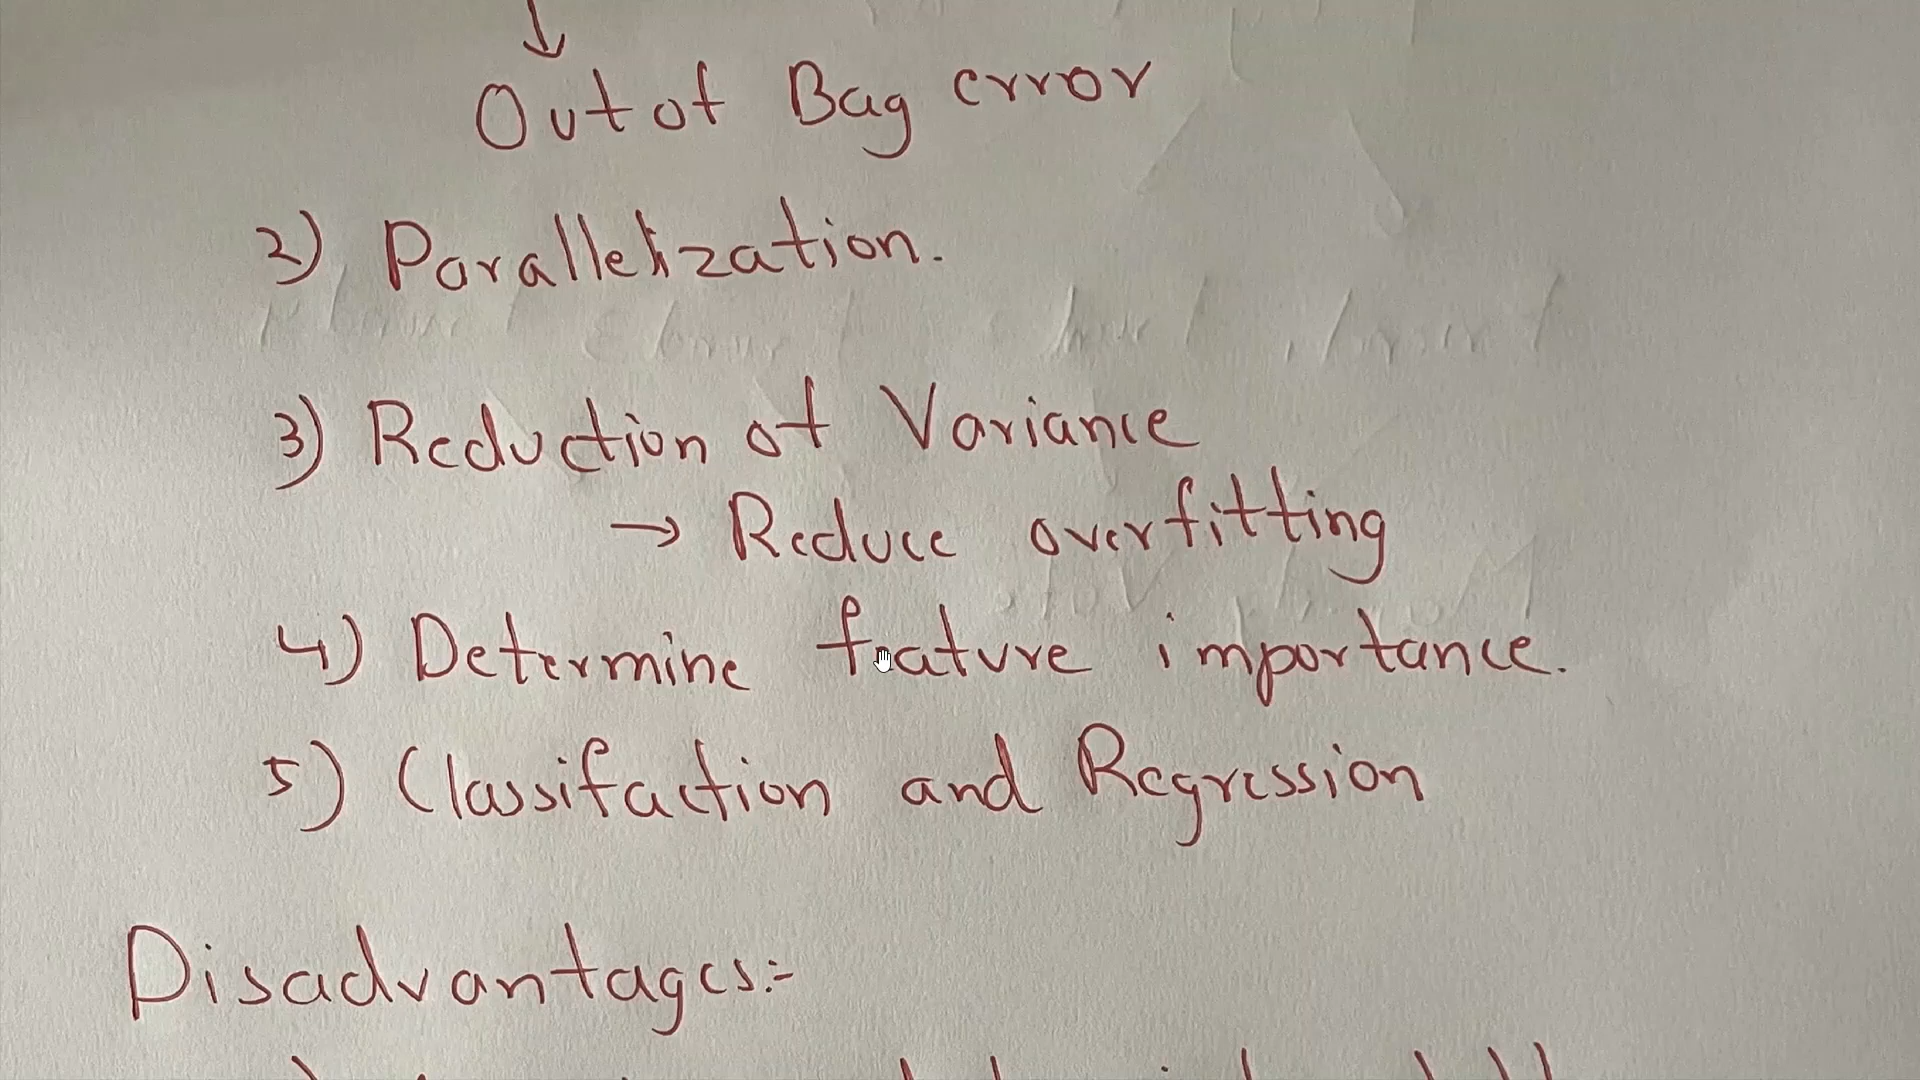 ↓
Out of Bag error
2) Parallelization.
3) Reduction of Variance
→ Reduce overfitting
4) Determine feature importance.
5) Classifaction and Regression
Disadvantages:-